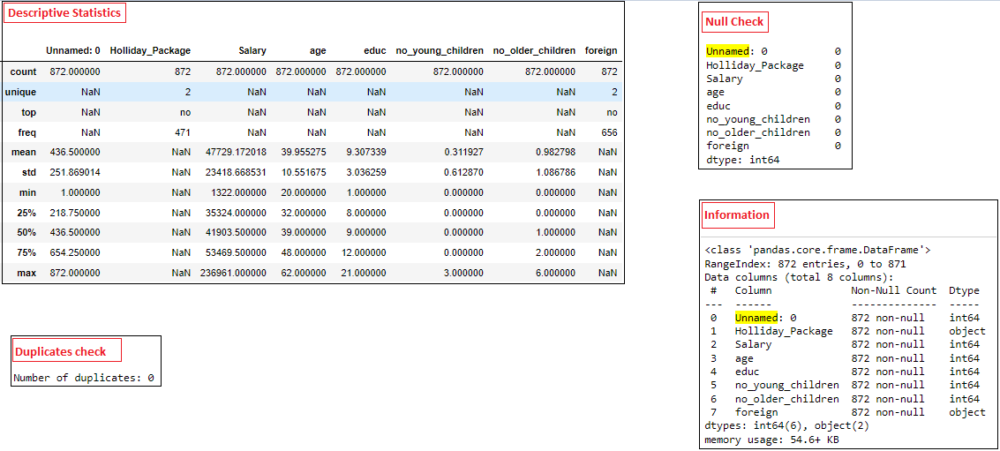 Descriptive Statistics
Unnamed: 0 Holliday_Package Salary age educ no_young_children no_older_children foreign
count 872.000000 872 872.000000 872.000000 872.000000 872.000000 872.000000 872
unique NaN 2 NaN NaN NaN NaN NaN 2
top NaN no NaN NaN NaN NaN NaN no
freq NaN 471 NaN NaN NaN NaN NaN 656
mean 436.500000 NaN 47729.172018 39.955275 9.307339 0.311927 0.982798 NaN
std 251.869014 NaN 23418.668531 10.551675 3.036259 0.612870 1.086786 NaN
min 1.000000 NaN 1322.000000 20.000000 1.000000 0.000000 0.000000 NaN
25% 218.750000 NaN 35324.000000 32.000000 8.000000 0.000000 0.000000 NaN
50% 436.500000 NaN 41903.500000 39.000000 9.000000 0.000000 1.000000 NaN
75% 654.250000 NaN 53469.500000 48.000000 12.000000 0.000000 2.000000 NaN
max 872.000000 NaN 236961.000000 62.000000 21.000000 3.000000 6.000000 NaN
Null Check
Unnamed: 0 0
Holliday_Package 0
Salary 0
age 0
educ 0
no_young_children 0
no_older_children 0
foreign 0
dtype: int64
Duplicates check
Number of duplicates: 0
Information
<class 'pandas.core.frame.DataFrame'>
RangeIndex: 872 entries, 0 to 871
Data columns (total 8 columns):
# Column Non-Null Count Dtype
--- ------ -------------- -----
0 Unnamed: 0 872 non-null int64
1 Holliday_Package 872 non-null object
2 Salary 872 non-null int64
3 age 872 non-null int64
4 educ 872 non-null int64
5 no_young_children 872 non-null int64
6 no_older_children 872 non-null int64
7 foreign 872 non-null object
dtypes: int64(6), object(2)
memory usage: 54.6+ KB